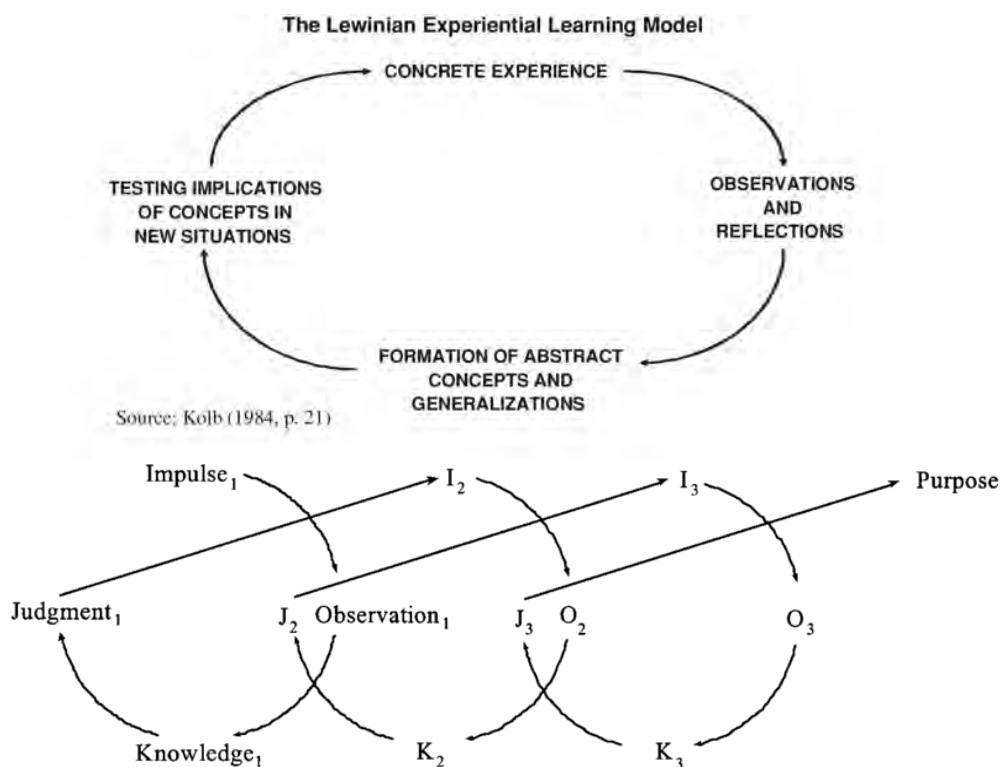 The Lewinian Experiential Learning Model
CONCRETE EXPERIENCE
TESTING IMPLICATIONS
OF CONCEPTS IN
NEW SITUATIONS
OBSERVATIONS
AND
REFLECTIONS
FORMATION OF ABSTRACT
CONCEPTS AND
GENERALIZATIONS
Source: Kolb (1984, p. 21)
Impulse₁ I₂ I₃ Purpose
Judgment₁ J₂ Observation₁ J₃ O₂ O₃
Knowledge₁ K₂ K₃